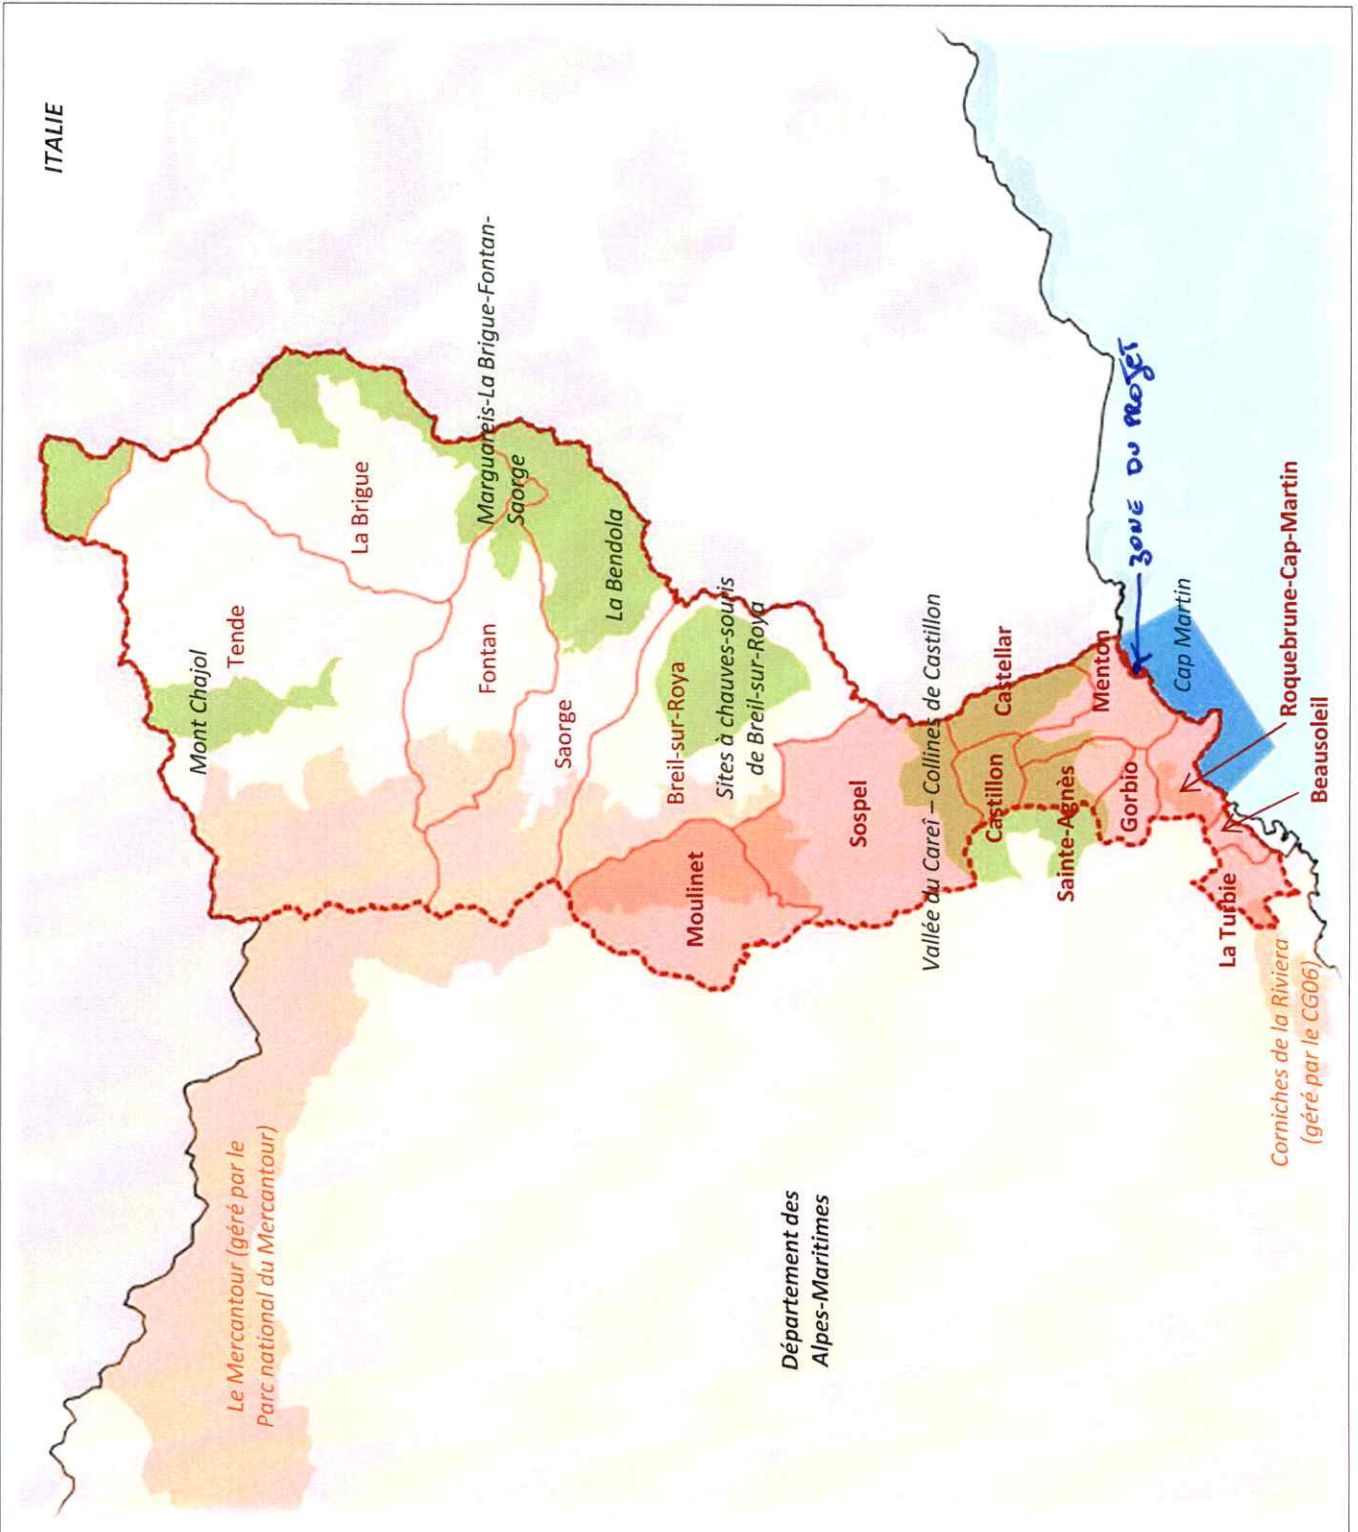 ITALIE
Mont Chajol
Tende
La Brigue
Marguareis-La Brigue-Fontan-
Saorge
Fontan
La Bendola
Saorge
Breil-sur-Roya
Sites à chauves-souris
de Breil-sur-Roya
Le Mercantour (géré par le
Parc national du Mercantour)
Moulinet
Sospel
Département des
Alpes-Maritimes
Vallée du Careî – Collines de Castillon
Castillon
Castellar
Sainte-Agnès
Menton
Gorbio
ZONE DU PROJET
Cap Martin
La Turbie
Roquebrune-Cap-Martin
Beausoleil
Corniches de la Riviera
(géré par le CG06)